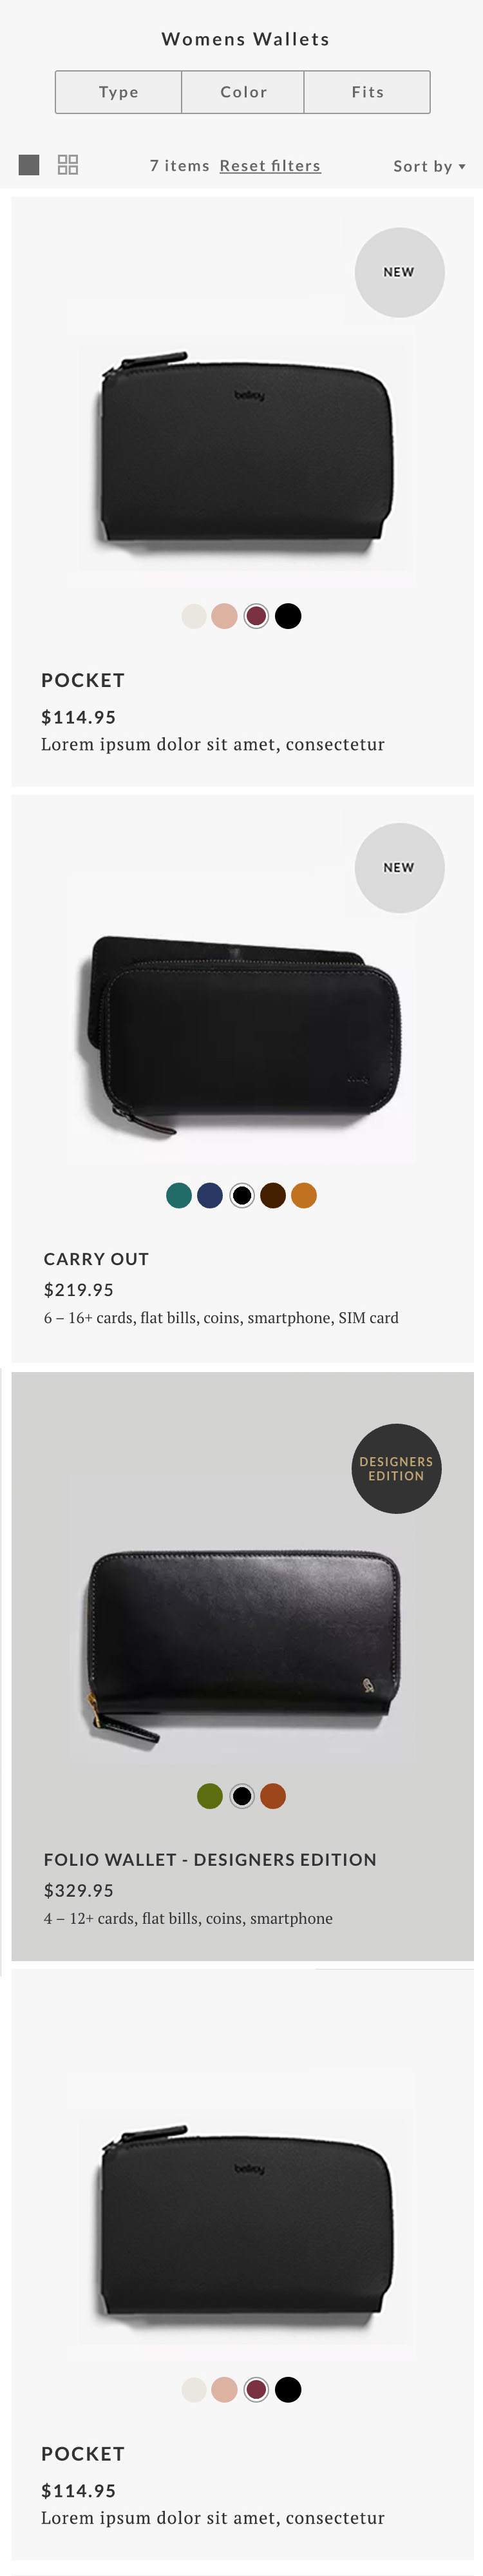 Womens Wallets
Type Color Fits
7 items Reset filters Sort by
NEW
bellroy
POCKET
$114.95
Lorem ipsum dolor sit amet, consectetur
NEW
CARRY OUT
$219.95
6 – 16+ cards, flat bills, coins, smartphone, SIM card
DESIGNERS
EDITION
FOLIO WALLET - DESIGNERS EDITION
$329.95
4 – 12+ cards, flat bills, coins, smartphone
bellroy
POCKET
$114.95
Lorem ipsum dolor sit amet, consectetur